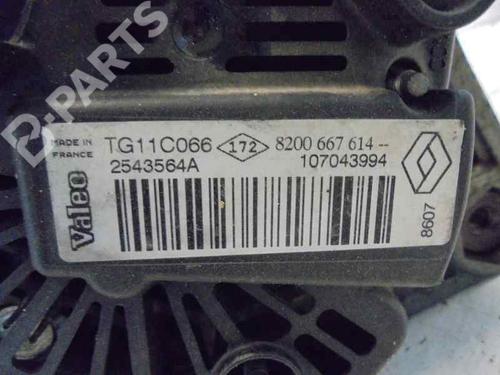 B-PARTS
MADE IN
FRANCE
TG11C066 172 8200 667 614 --
2543564A 107043994
Valeo
8607